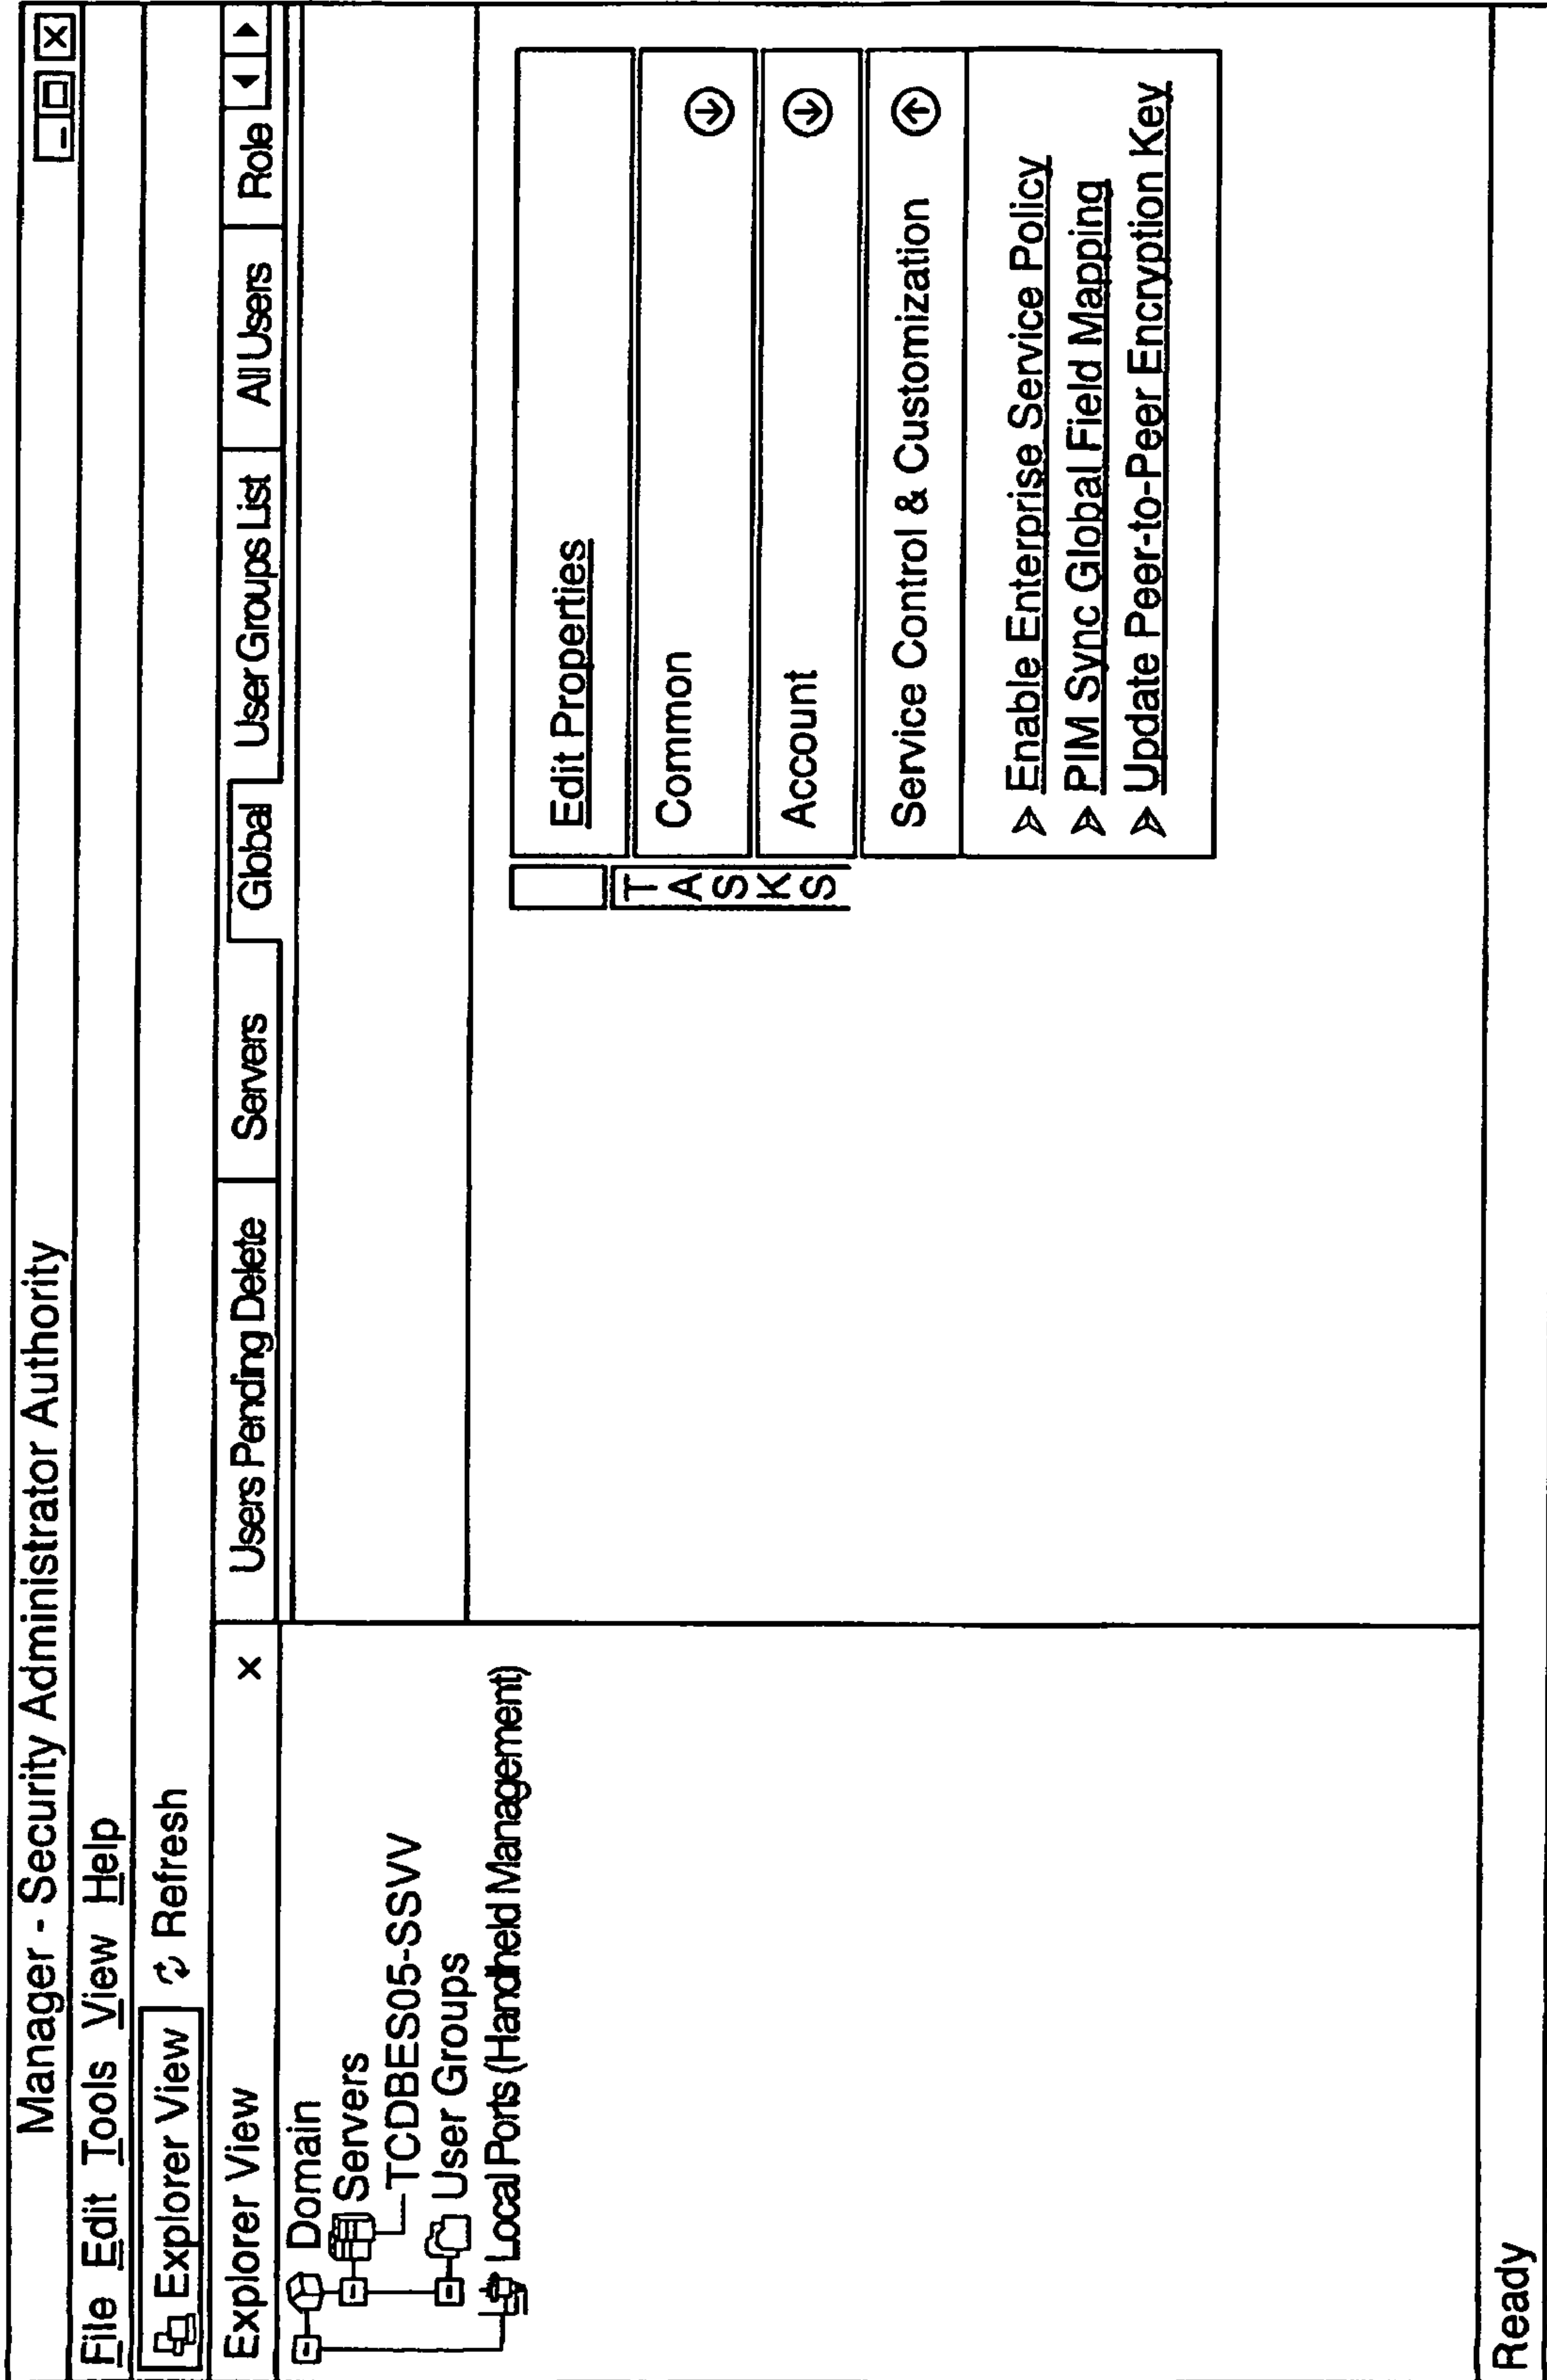 Manager - Security Administrator Authority
File Edit Tools View Help
Explorer View Refresh
Explorer View x
Domain
Servers
TCDBES05-SSVV
User Groups
Local Ports (Handheld Management)
Users Pending Delete Servers Global User Groups List All Users Role
TASKS
Edit Properties
Common
Account
Service Control & Customization
Enable Enterprise Service Policy
PIM Sync Global Field Mapping
Update Peer-to-Peer Encryption Key
Ready